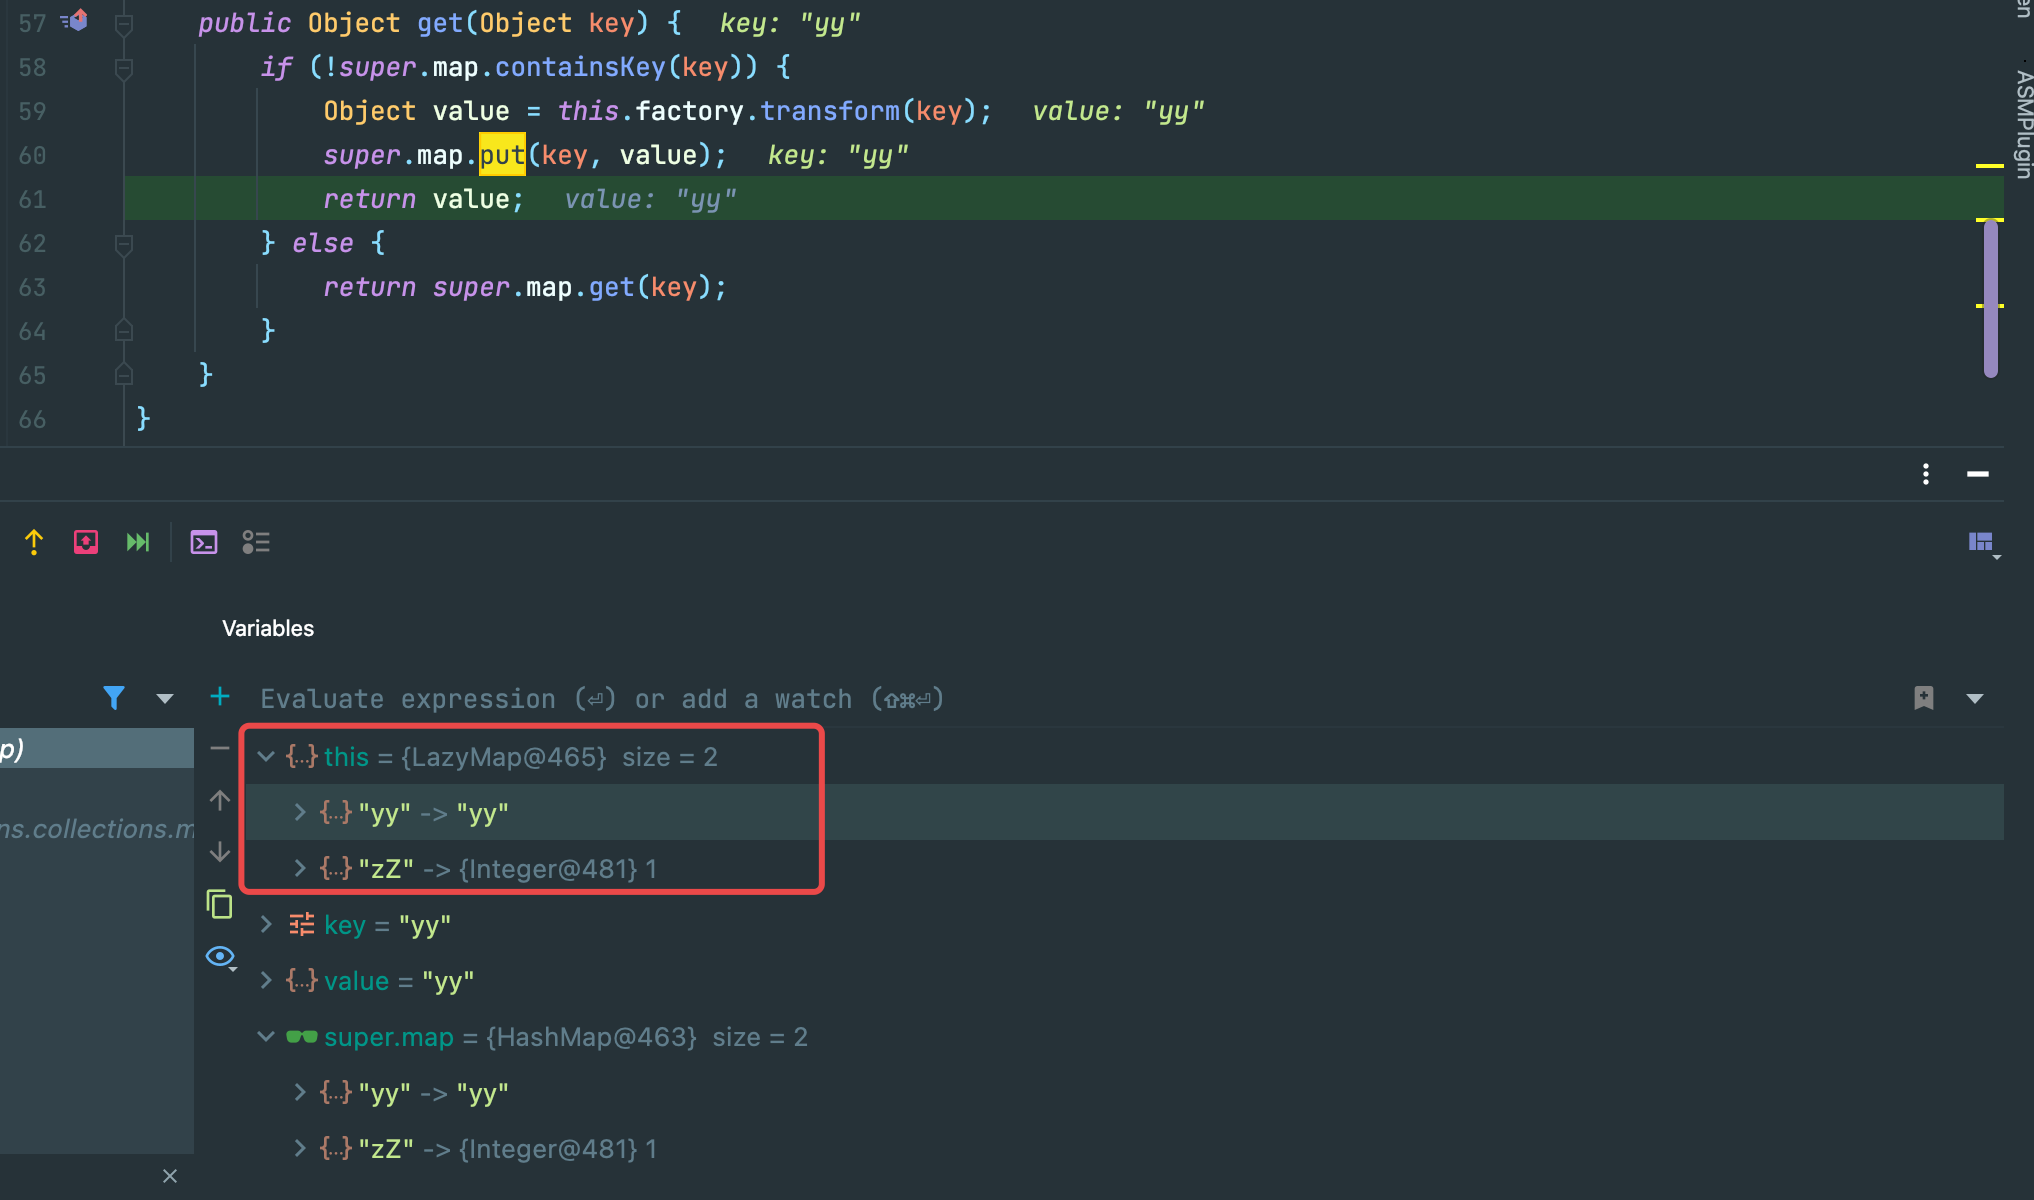 57 public Object get(Object key) { key: "yy"
58 if (!super.map.containsKey(key)) {
59 Object value = this.factory.transform(key); value: "yy"
60 super.map.put(key, value); key: "yy"
61 return value; value: "yy"
62 } else {
63 return super.map.get(key);
64 }
65 }
66 }
en
ASMPlugin
Variables
Evaluate expression (⏎) or add a watch (⇧⌘⏎)
p)
ns.collections.m
this = {LazyMap@465} size = 2
{...} "yy" -> "yy"
{...} "zZ" -> {Integer@481} 1
key = "yy"
{...} value = "yy"
super.map = {HashMap@463} size = 2
{...} "yy" -> "yy"
{...} "zZ" -> {Integer@481} 1